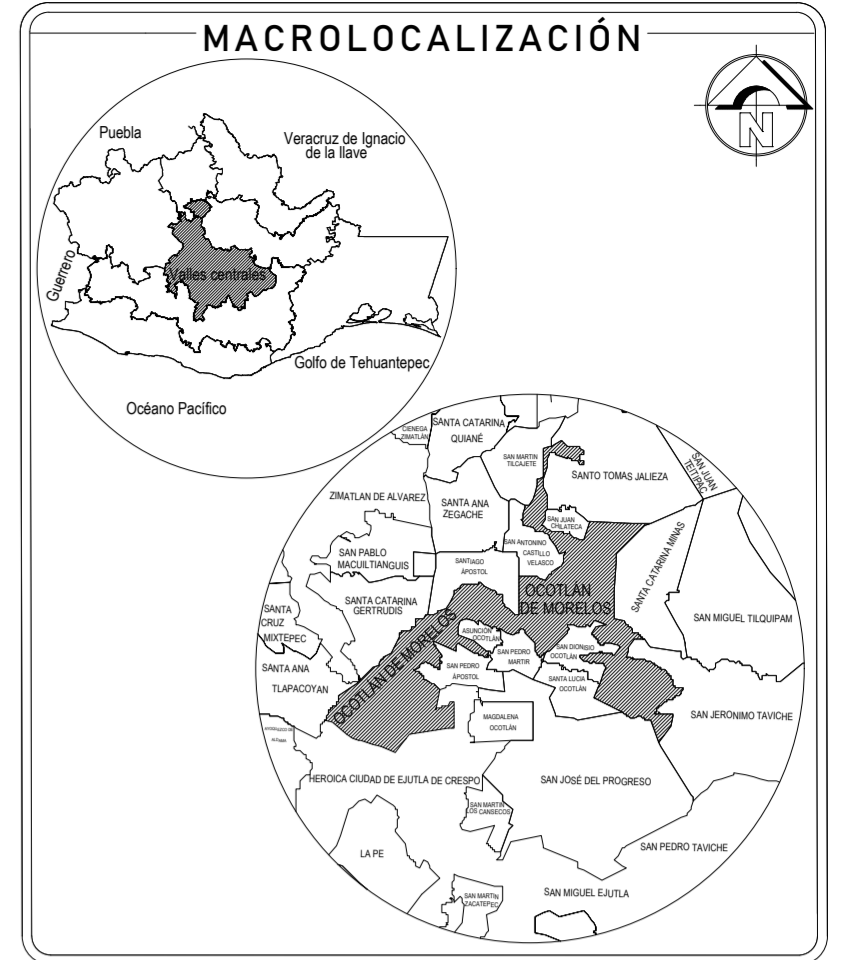 MACROLOCALIZACIÓN
N
Puebla
Veracruz de Ignacio
de la llave
Guerrero
Valles centrales
Golfo de Tehuantepec
Océano Pacífico
CIENEGA
ZIMATLÁN
SANTA CATARINA
QUIANÉ
SAN MARTIN
TILCAJETE
SANTO TOMAS JALIEZA
SAN JUAN
TEITIPAC
ZIMATLAN DE ALVAREZ
SANTA ANA
ZEGACHE
SAN JUAN
CHILATECA
SAN ANTONINO
CASTILLO
VELASCO
SAN PABLO
MACUILTIANGUIS
SANTIAGO
ÁPOSTOL
SANTA CATARINA MINAS
OCOTLÁN
DE MORELOS
SANTA CATARINA
GERTRUDIS
SANTA
CRUZ
MIXTEPEC
SAN MIGUEL TILQUIPAM
OCOTLÁN DE MORELOS
ASUNCIÓN
OCOTLÁN
SAN PEDRO
MARTIR
SAN DIONISIO
OCOTLÁN
SANTA ANA
TLAPACOYAN
SAN PEDRO
ÁPOSTOL
SANTA LUCIA
OCOTLÁN
MAGDALENA
OCOTLÁN
SAN JERONIMO TAVICHE
HEROICA CIUDAD DE EJUTLA DE CRESPO
SAN JOSÉ DEL PROGRESO
SAN MARTIN
LOS CANSECOS
LA PE
SAN PEDRO TAVICHE
SAN MARTIN
ZACATEPEC
SAN MIGUEL EJUTLA